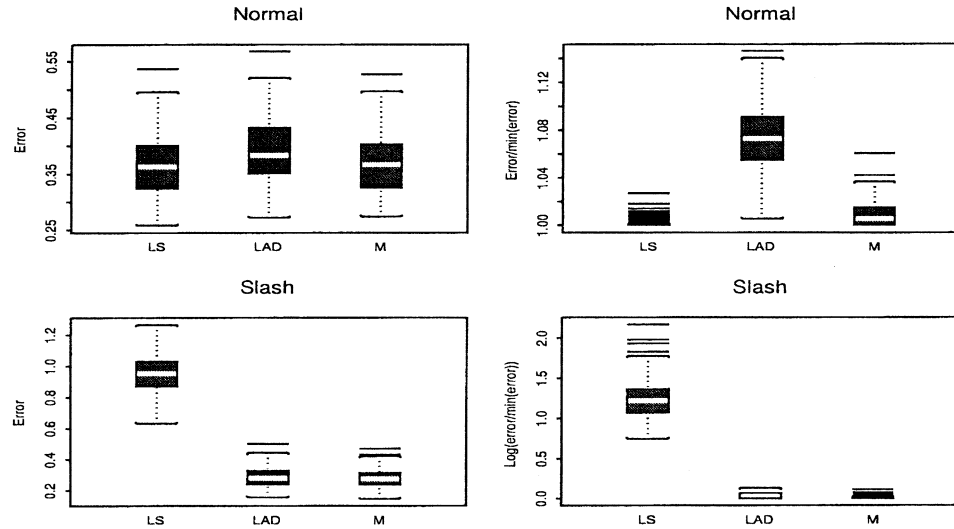 Normal
Error
0.55
0.45
0.35
0.25
LS
LAD
M
Normal
Error/min(error)
1.12
1.08
1.04
1.00
LS
LAD
M
Slash
Error
1.2
1.0
0.8
0.6
0.4
0.2
LS
LAD
M
Slash
Log(error/min(error))
2.0
1.5
1.0
0.5
0.0
LS
LAD
M